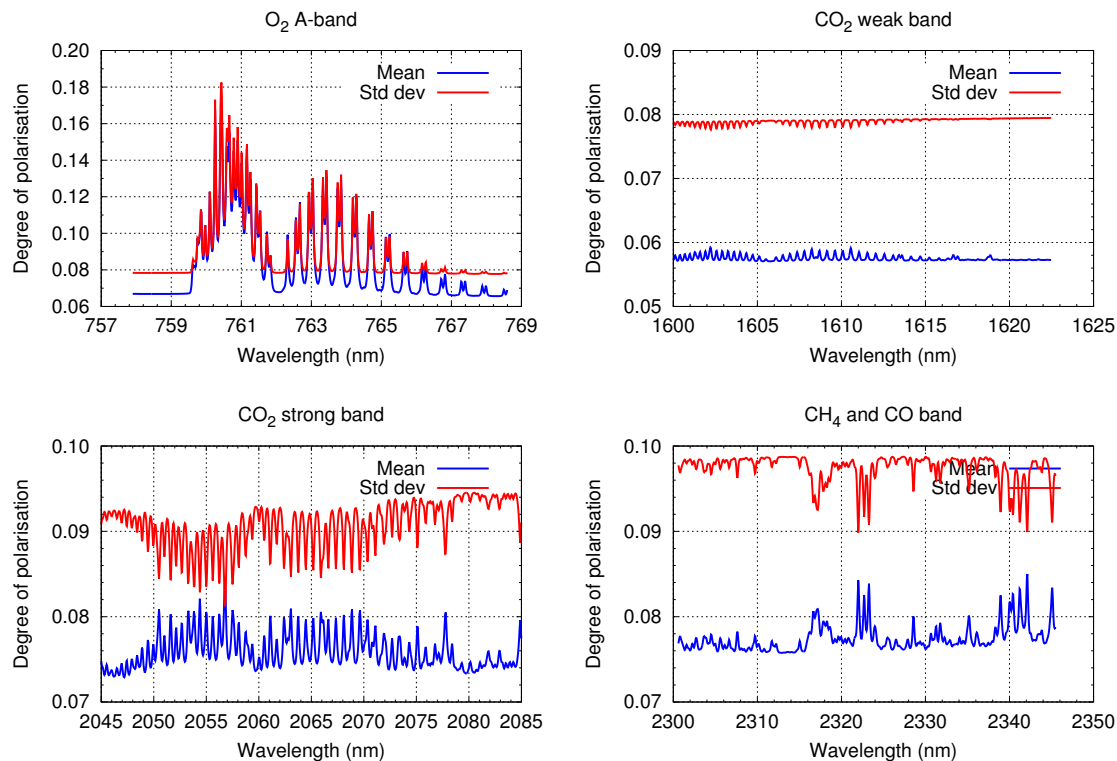 O2 A-band
Degree of polarisation
0.20
0.18
0.16
0.14
0.12
0.10
0.08
0.06
Mean
Std dev
757 759 761 763 765 767 769
Wavelength (nm)
CO2 weak band
Degree of polarisation
0.09
0.08
0.07
0.06
0.05
Mean
Std dev
1600 1605 1610 1615 1620 1625
Wavelength (nm)
CO2 strong band
Degree of polarisation
0.10
0.09
0.08
0.07
Mean
Std dev
2045 2050 2055 2060 2065 2070 2075 2080 2085
Wavelength (nm)
CH4 and CO band
Degree of polarisation
0.10
0.09
0.08
0.07
Mean
Std dev
2300 2310 2320 2330 2340 2350
Wavelength (nm)